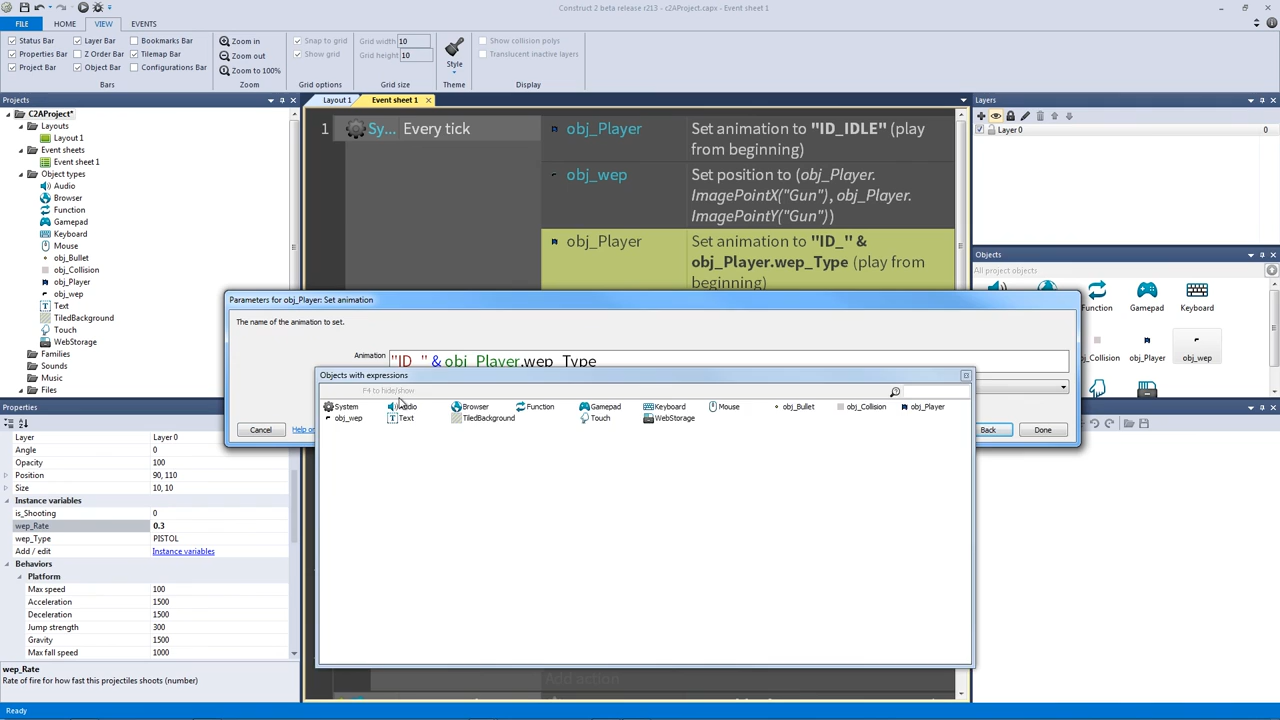 Construct 2 beta release r213 - c2AProject.capx - Event sheet 1
FILE HOME VIEW EVENTS
Status Bar Layer Bar Bookmarks Bar
Properties Bar Z Order Bar Tilemap Bar
Project Bar Object Bar Configurations Bar
Bars
Zoom in
Zoom out
Zoom to 100%
Zoom
Snap to grid
Show grid
Grid options
Grid width 10
Grid height 10
Grid size
Style
Theme
Show collision polys
Translucent inactive layers
Display
Projects
C2AProject*
Layouts
Layout 1
Event sheets
Event sheet 1
Object types
Audio
Browser
Function
Gamepad
Keyboard
Mouse
obj_Bullet
obj_Collision
obj_Player
obj_wep
Text
TiledBackground
Touch
WebStorage
Families
Sounds
Music
Files
Properties
Layer Layer 0
Angle 0
Opacity 100
Position 90, 110
Size 10, 10
Instance variables
is_Shooting 0
wep_Rate 0.3
wep_Type PISTOL
Add / edit Instance variables
Behaviors
Platform
Max speed 100
Acceleration 1500
Deceleration 1500
Jump strength 300
Gravity 1500
Max fall speed 1000
wep_Rate
Rate of fire for how fast this projectiles shoots (number)
Ready
Layout 1 Event sheet 1
1 Sy... Every tick
obj_Player Set animation to "ID_IDLE" (play
from beginning)
obj_wep Set position to (obj_Player.
ImagePointX("Gun"), obj_Player.
ImagePointY("Gun"))
obj_Player Set animation to "ID_" &
obj_Player.wep_Type (play from
beginning)
Parameters for obj_Player: Set animation
The name of the animation to set.
Animation "ID_" & obj_Player.wep_Type
Cancel Help on Back Done
Objects with expressions
F4 to hide/show
System Audio Browser Function Gamepad Keyboard Mouse obj_Bullet obj_Collision obj_Player
obj_wep Text TiledBackground Touch WebStorage
Add action
Layers
Layer 0 0
Objects
All project objects
Function Gamepad Keyboard
obj_Player obj_wep